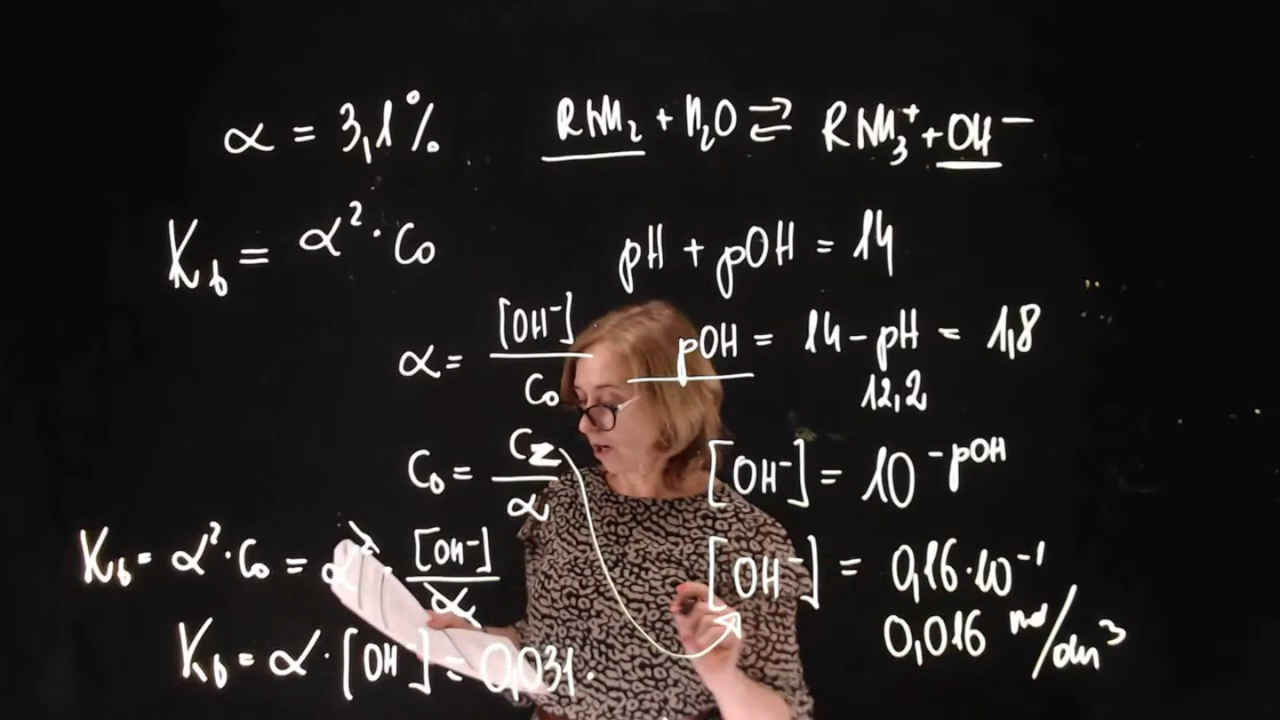 α = 3,1%
RNH₂ + H₂O ⇄ RNH₃⁺ + OH⁻
K_b = α² · C₀
pH + pOH = 14
α = [OH⁻] / C₀
pOH = 14 - pH = 1,8
12,2
C₀ = C_z / α
[OH⁻] = 10^(-pOH)
K_b = α² · C₀ = α² · [OH⁻] / α
[OH⁻] = 0,16·10⁻¹
0,016 mol/dm³
K_b = α · [OH⁻] = 0,031 ·